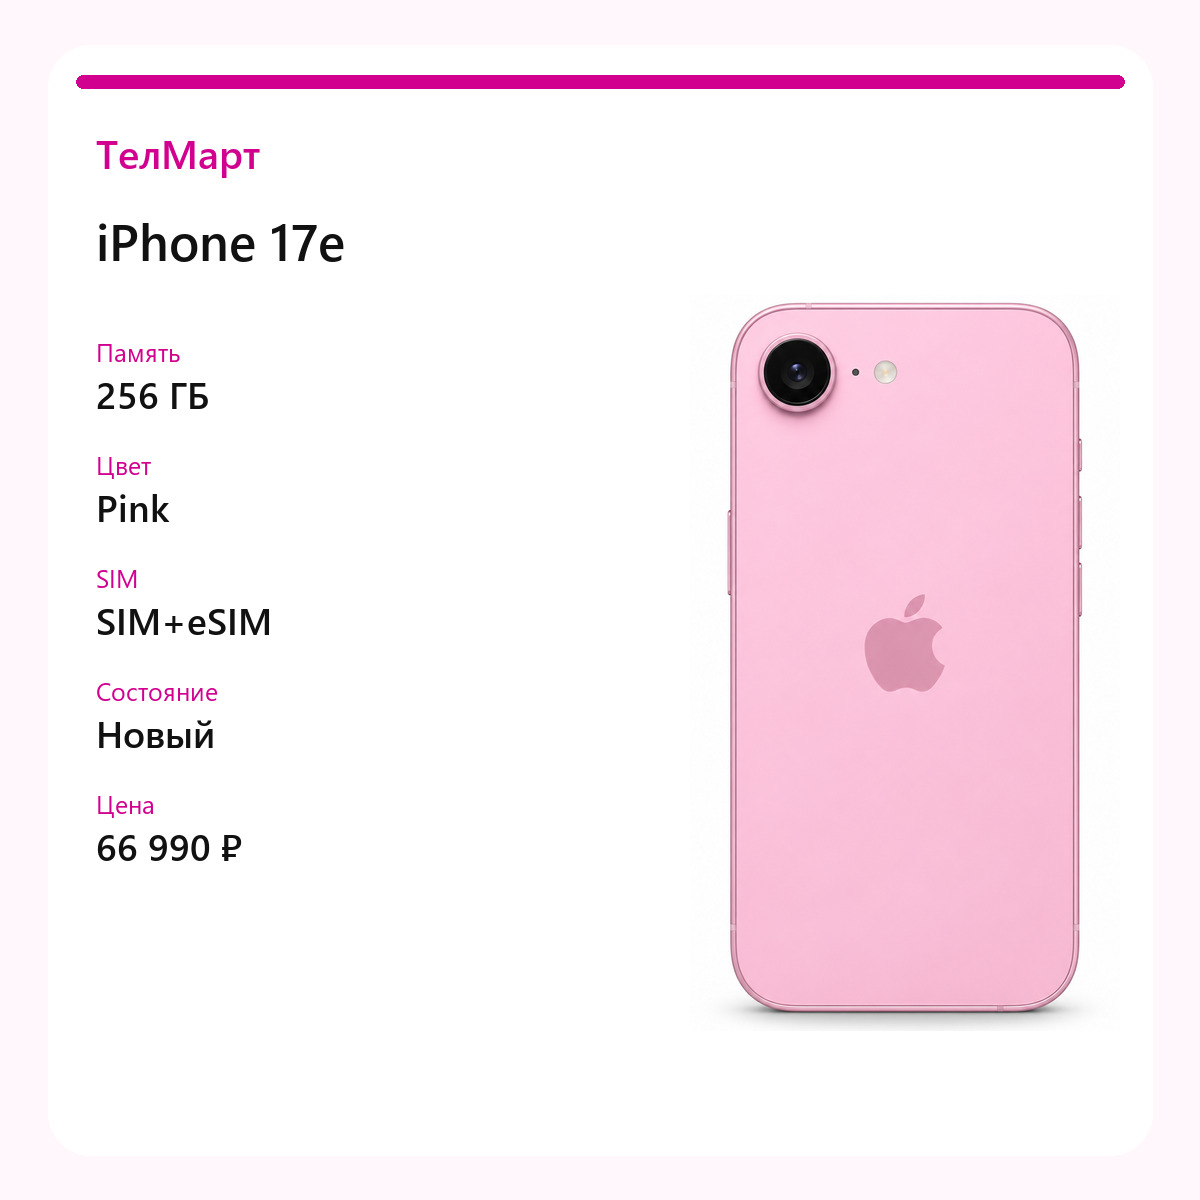 ТелМарт
iPhone 17e
Память
256 ГБ
Цвет
Pink
SIM
SIM+eSIM
Состояние
Новый
Цена
66 990 ₽